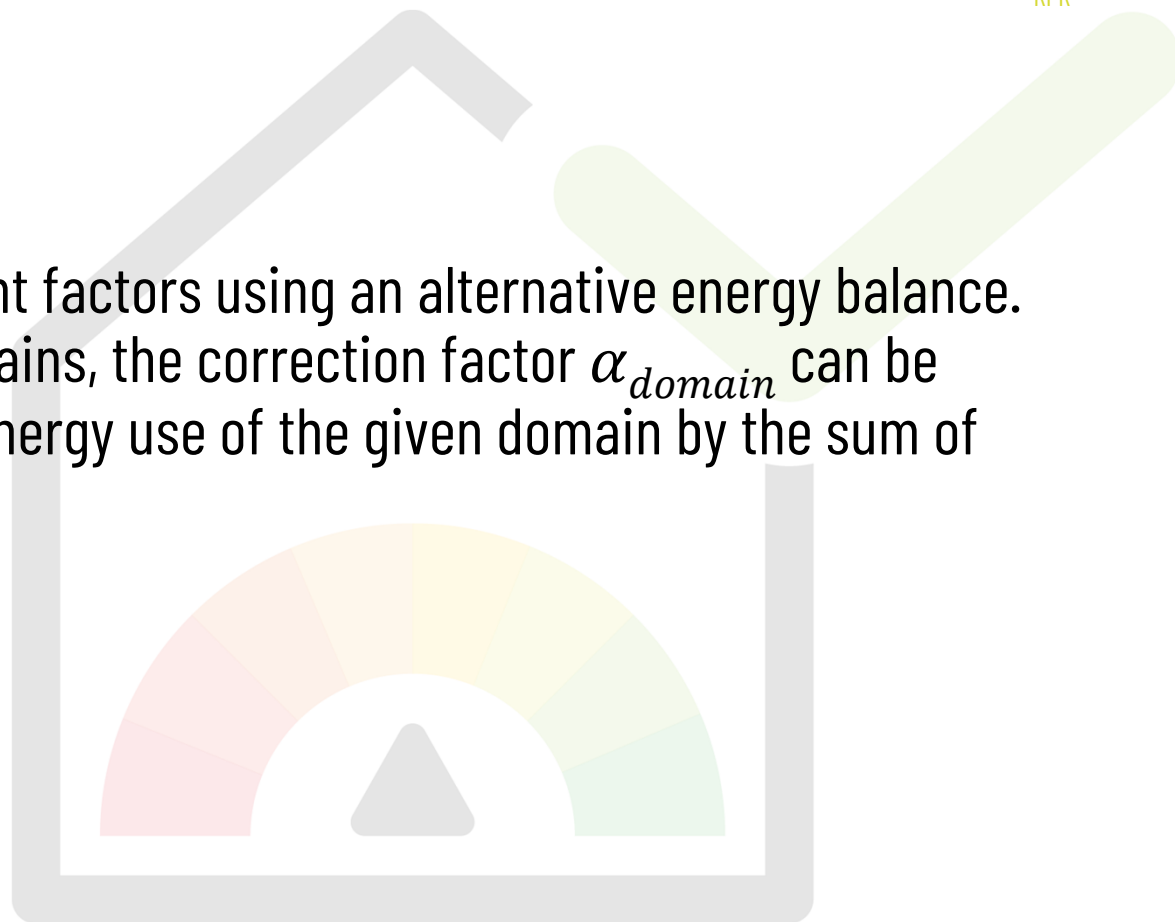 nt factors using an alternative energy balance.
ains, the correction factor α_domain can be
nergy use of the given domain by the sum of